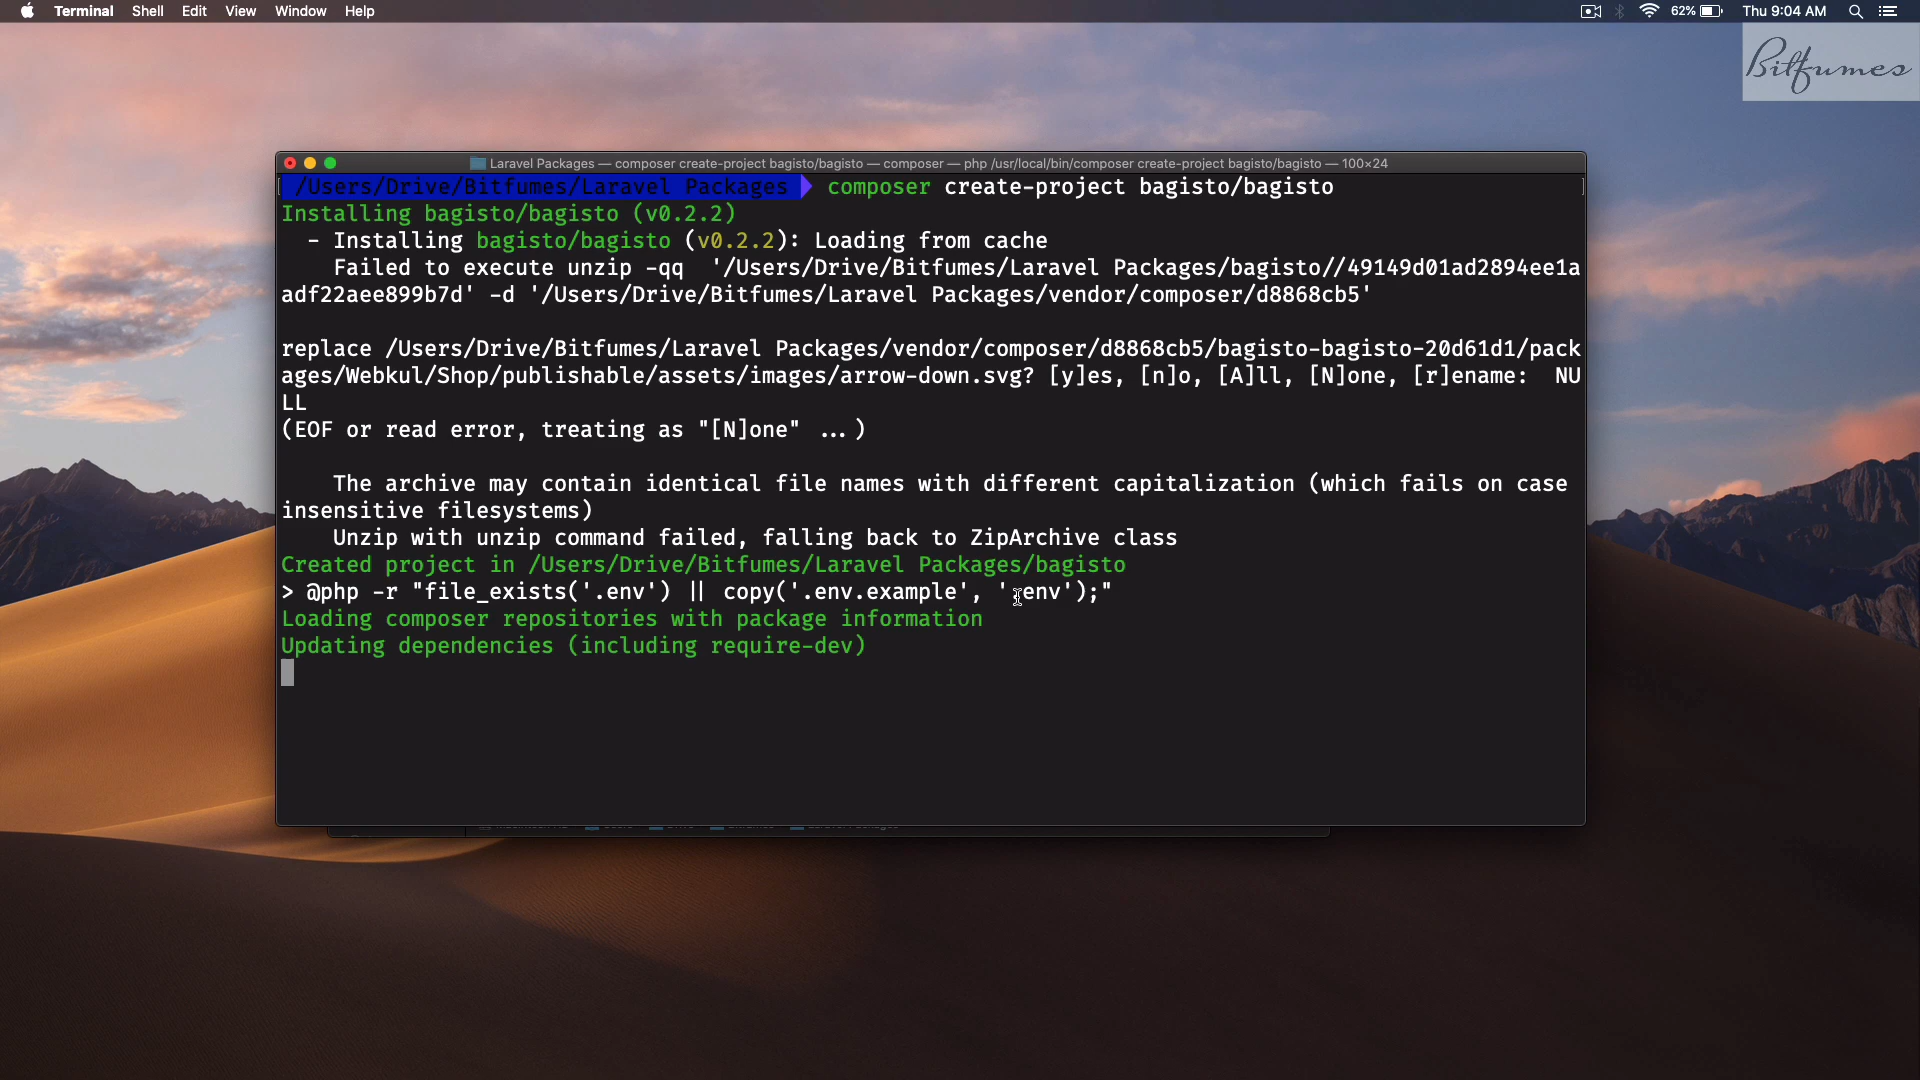 Terminal Shell Edit View Window Help 62% Thu 9:04 AM
Bitfumes
Laravel Packages — composer create-project bagisto/bagisto — composer — php /usr/local/bin/composer create-project bagisto/bagisto — 100×24
/Users/Drive/Bitfumes/Laravel Packages composer create-project bagisto/bagisto
Installing bagisto/bagisto (v0.2.2)
- Installing bagisto/bagisto (v0.2.2): Loading from cache
Failed to execute unzip -qq '/Users/Drive/Bitfumes/Laravel Packages/bagisto//49149d01ad2894ee1a
adf22aee899b7d' -d '/Users/Drive/Bitfumes/Laravel Packages/vendor/composer/d8868cb5'
replace /Users/Drive/Bitfumes/Laravel Packages/vendor/composer/d8868cb5/bagisto-bagisto-20d61d1/pack
ages/Webkul/Shop/publishable/assets/images/arrow-down.svg? [y]es, [n]o, [A]ll, [N]one, [r]ename: NU
LL
(EOF or read error, treating as "[N]one" ...)
The archive may contain identical file names with different capitalization (which fails on case
insensitive filesystems)
Unzip with unzip command failed, falling back to ZipArchive class
Created project in /Users/Drive/Bitfumes/Laravel Packages/bagisto
> @php -r "file_exists('.env') || copy('.env.example', '.env');"
Loading composer repositories with package information
Updating dependencies (including require-dev)